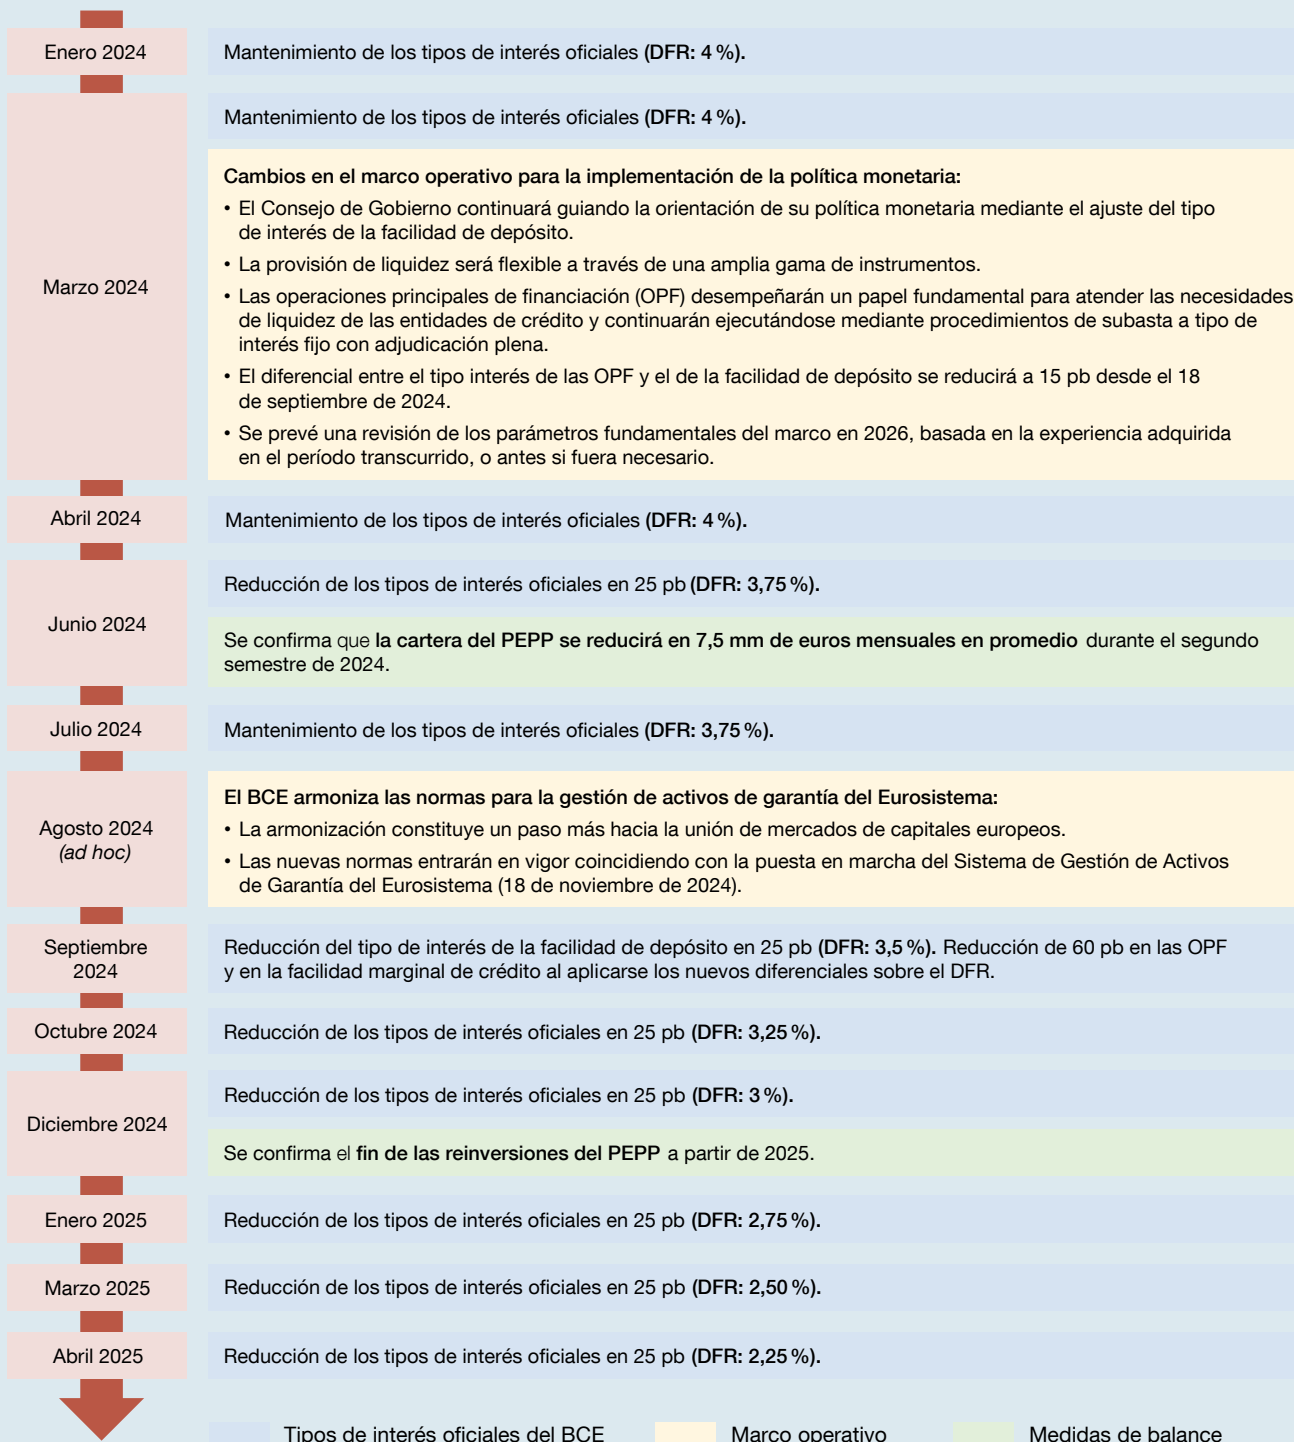 Enero 2024
Mantenimiento de los tipos de interés oficiales (DFR: 4 %).
Marzo 2024
Mantenimiento de los tipos de interés oficiales (DFR: 4 %).
Cambios en el marco operativo para la implementación de la política monetaria:
• El Consejo de Gobierno continuará guiando la orientación de su política monetaria mediante el ajuste del tipo
de interés de la facilidad de depósito.
• La provisión de liquidez será flexible a través de una amplia gama de instrumentos.
• Las operaciones principales de financiación (OPF) desempeñarán un papel fundamental para atender las necesidades
de liquidez de las entidades de crédito y continuarán ejecutándose mediante procedimientos de subasta a tipo de
interés fijo con adjudicación plena.
• El diferencial entre el tipo interés de las OPF y el de la facilidad de depósito se reducirá a 15 pb desde el 18
de septiembre de 2024.
• Se prevé una revisión de los parámetros fundamentales del marco en 2026, basada en la experiencia adquirida
en el período transcurrido, o antes si fuera necesario.
Abril 2024
Mantenimiento de los tipos de interés oficiales (DFR: 4 %).
Junio 2024
Reducción de los tipos de interés oficiales en 25 pb (DFR: 3,75 %).
Se confirma que la cartera del PEPP se reducirá en 7,5 mm de euros mensuales en promedio durante el segundo
semestre de 2024.
Julio 2024
Mantenimiento de los tipos de interés oficiales (DFR: 3,75 %).
Agosto 2024
(ad hoc)
El BCE armoniza las normas para la gestión de activos de garantía del Eurosistema:
• La armonización constituye un paso más hacia la unión de mercados de capitales europeos.
• Las nuevas normas entrarán en vigor coincidiendo con la puesta en marcha del Sistema de Gestión de Activos
de Garantía del Eurosistema (18 de noviembre de 2024).
Septiembre
2024
Reducción del tipo de interés de la facilidad de depósito en 25 pb (DFR: 3,5 %). Reducción de 60 pb en las OPF
y en la facilidad marginal de crédito al aplicarse los nuevos diferenciales sobre el DFR.
Octubre 2024
Reducción de los tipos de interés oficiales en 25 pb (DFR: 3,25 %).
Diciembre 2024
Reducción de los tipos de interés oficiales en 25 pb (DFR: 3 %).
Se confirma el fin de las reinversiones del PEPP a partir de 2025.
Enero 2025
Reducción de los tipos de interés oficiales en 25 pb (DFR: 2,75 %).
Marzo 2025
Reducción de los tipos de interés oficiales en 25 pb (DFR: 2,50 %).
Abril 2025
Reducción de los tipos de interés oficiales en 25 pb (DFR: 2,25 %).
Tipos de interés oficiales del BCE
Marco operativo
Medidas de balance